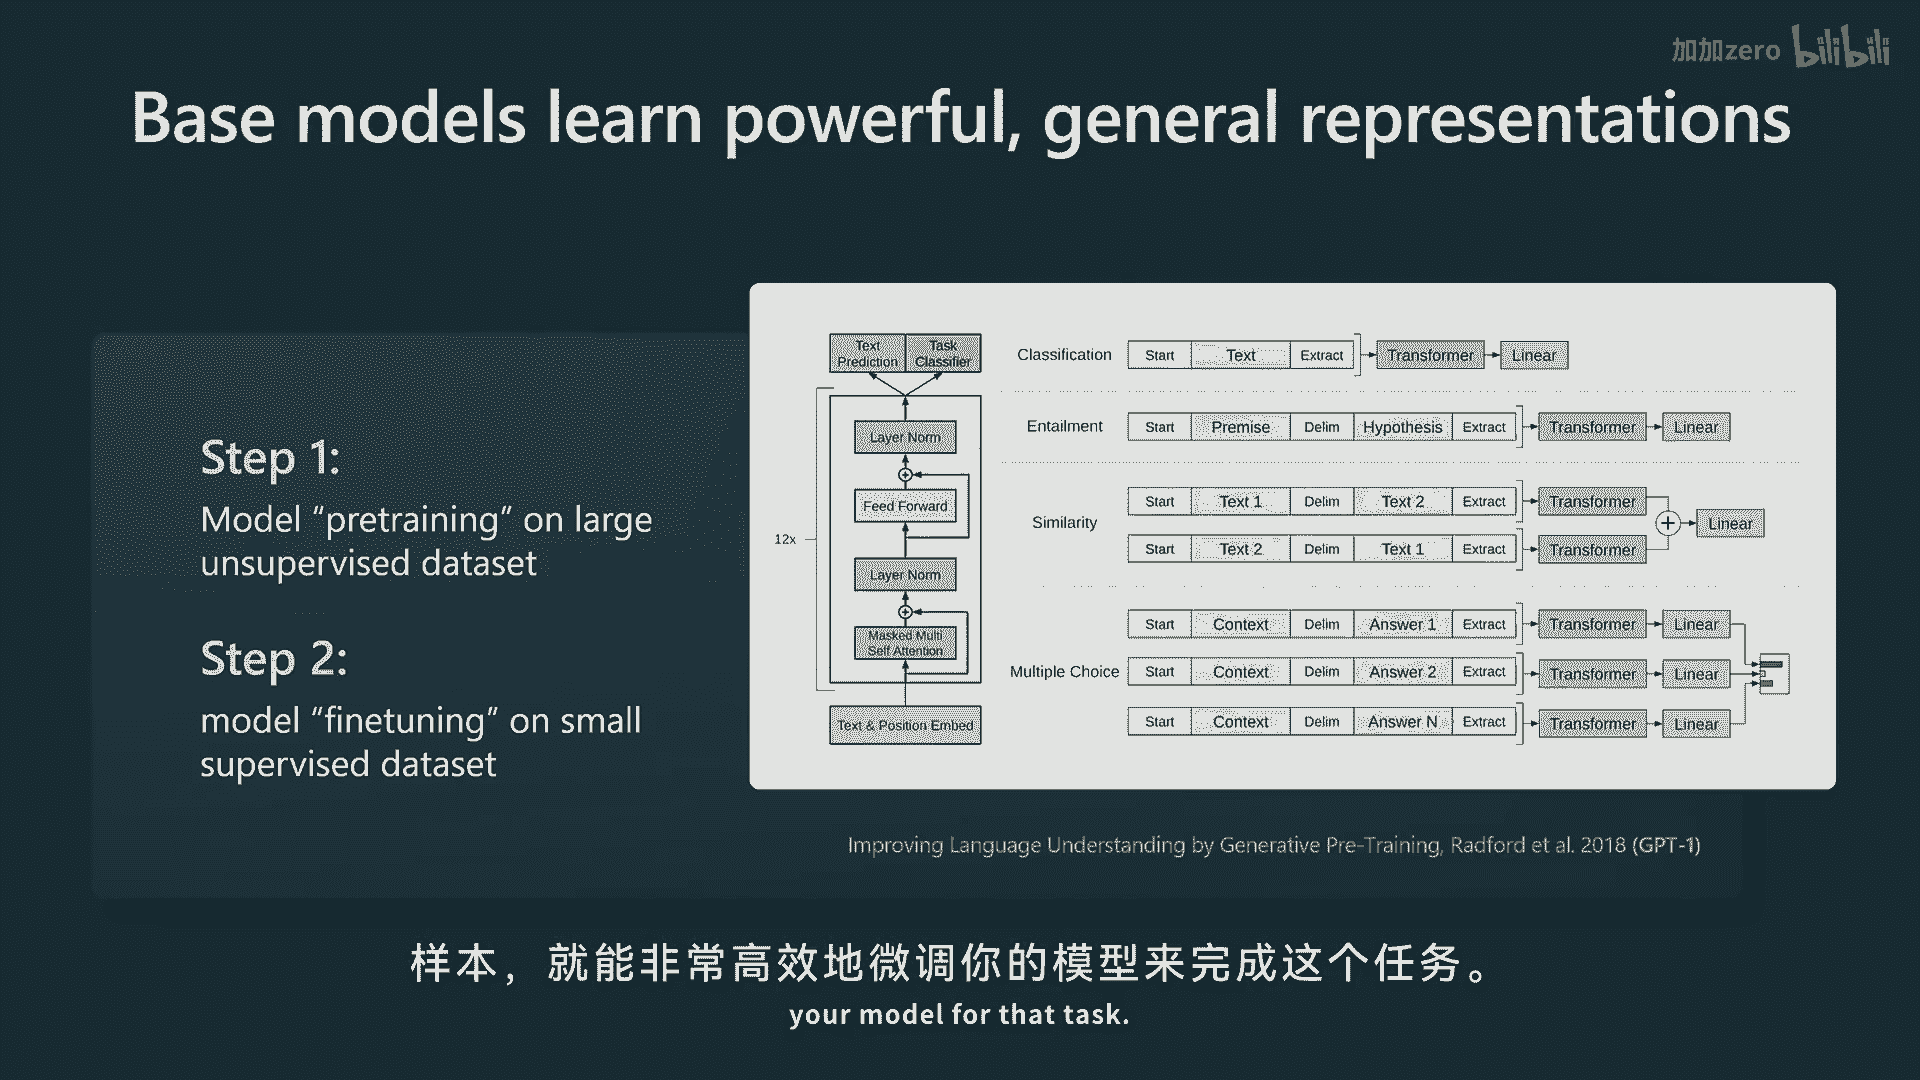 加加zero bilibili
Base models learn powerful, general representations
Step 1:
Model “pretraining” on large
unsupervised dataset
Step 2:
model “finetuning” on small
supervised dataset
Text
Prediction
Task
Classifier
Layer Norm
Feed Forward
12x
Layer Norm
Masked Multi
Self Attention
Text & Position Embed
Classification Start Text Extract Transformer Linear
Entailment Start Premise Delim Hypothesis Extract Transformer Linear
Similarity
Start Text 1 Delim Text 2 Extract Transformer
Linear
Start Text 2 Delim Text 1 Extract Transformer
Multiple Choice
Start Context Delim Answer 1 Extract Transformer Linear
Start Context Delim Answer 2 Extract Transformer Linear
Start Context Delim Answer N Extract Transformer Linear
Improving Language Understanding by Generative Pre-Training, Radford et al. 2018 (GPT-1)
样本，就能非常高效地微调你的模型来完成这个任务。
your model for that task.